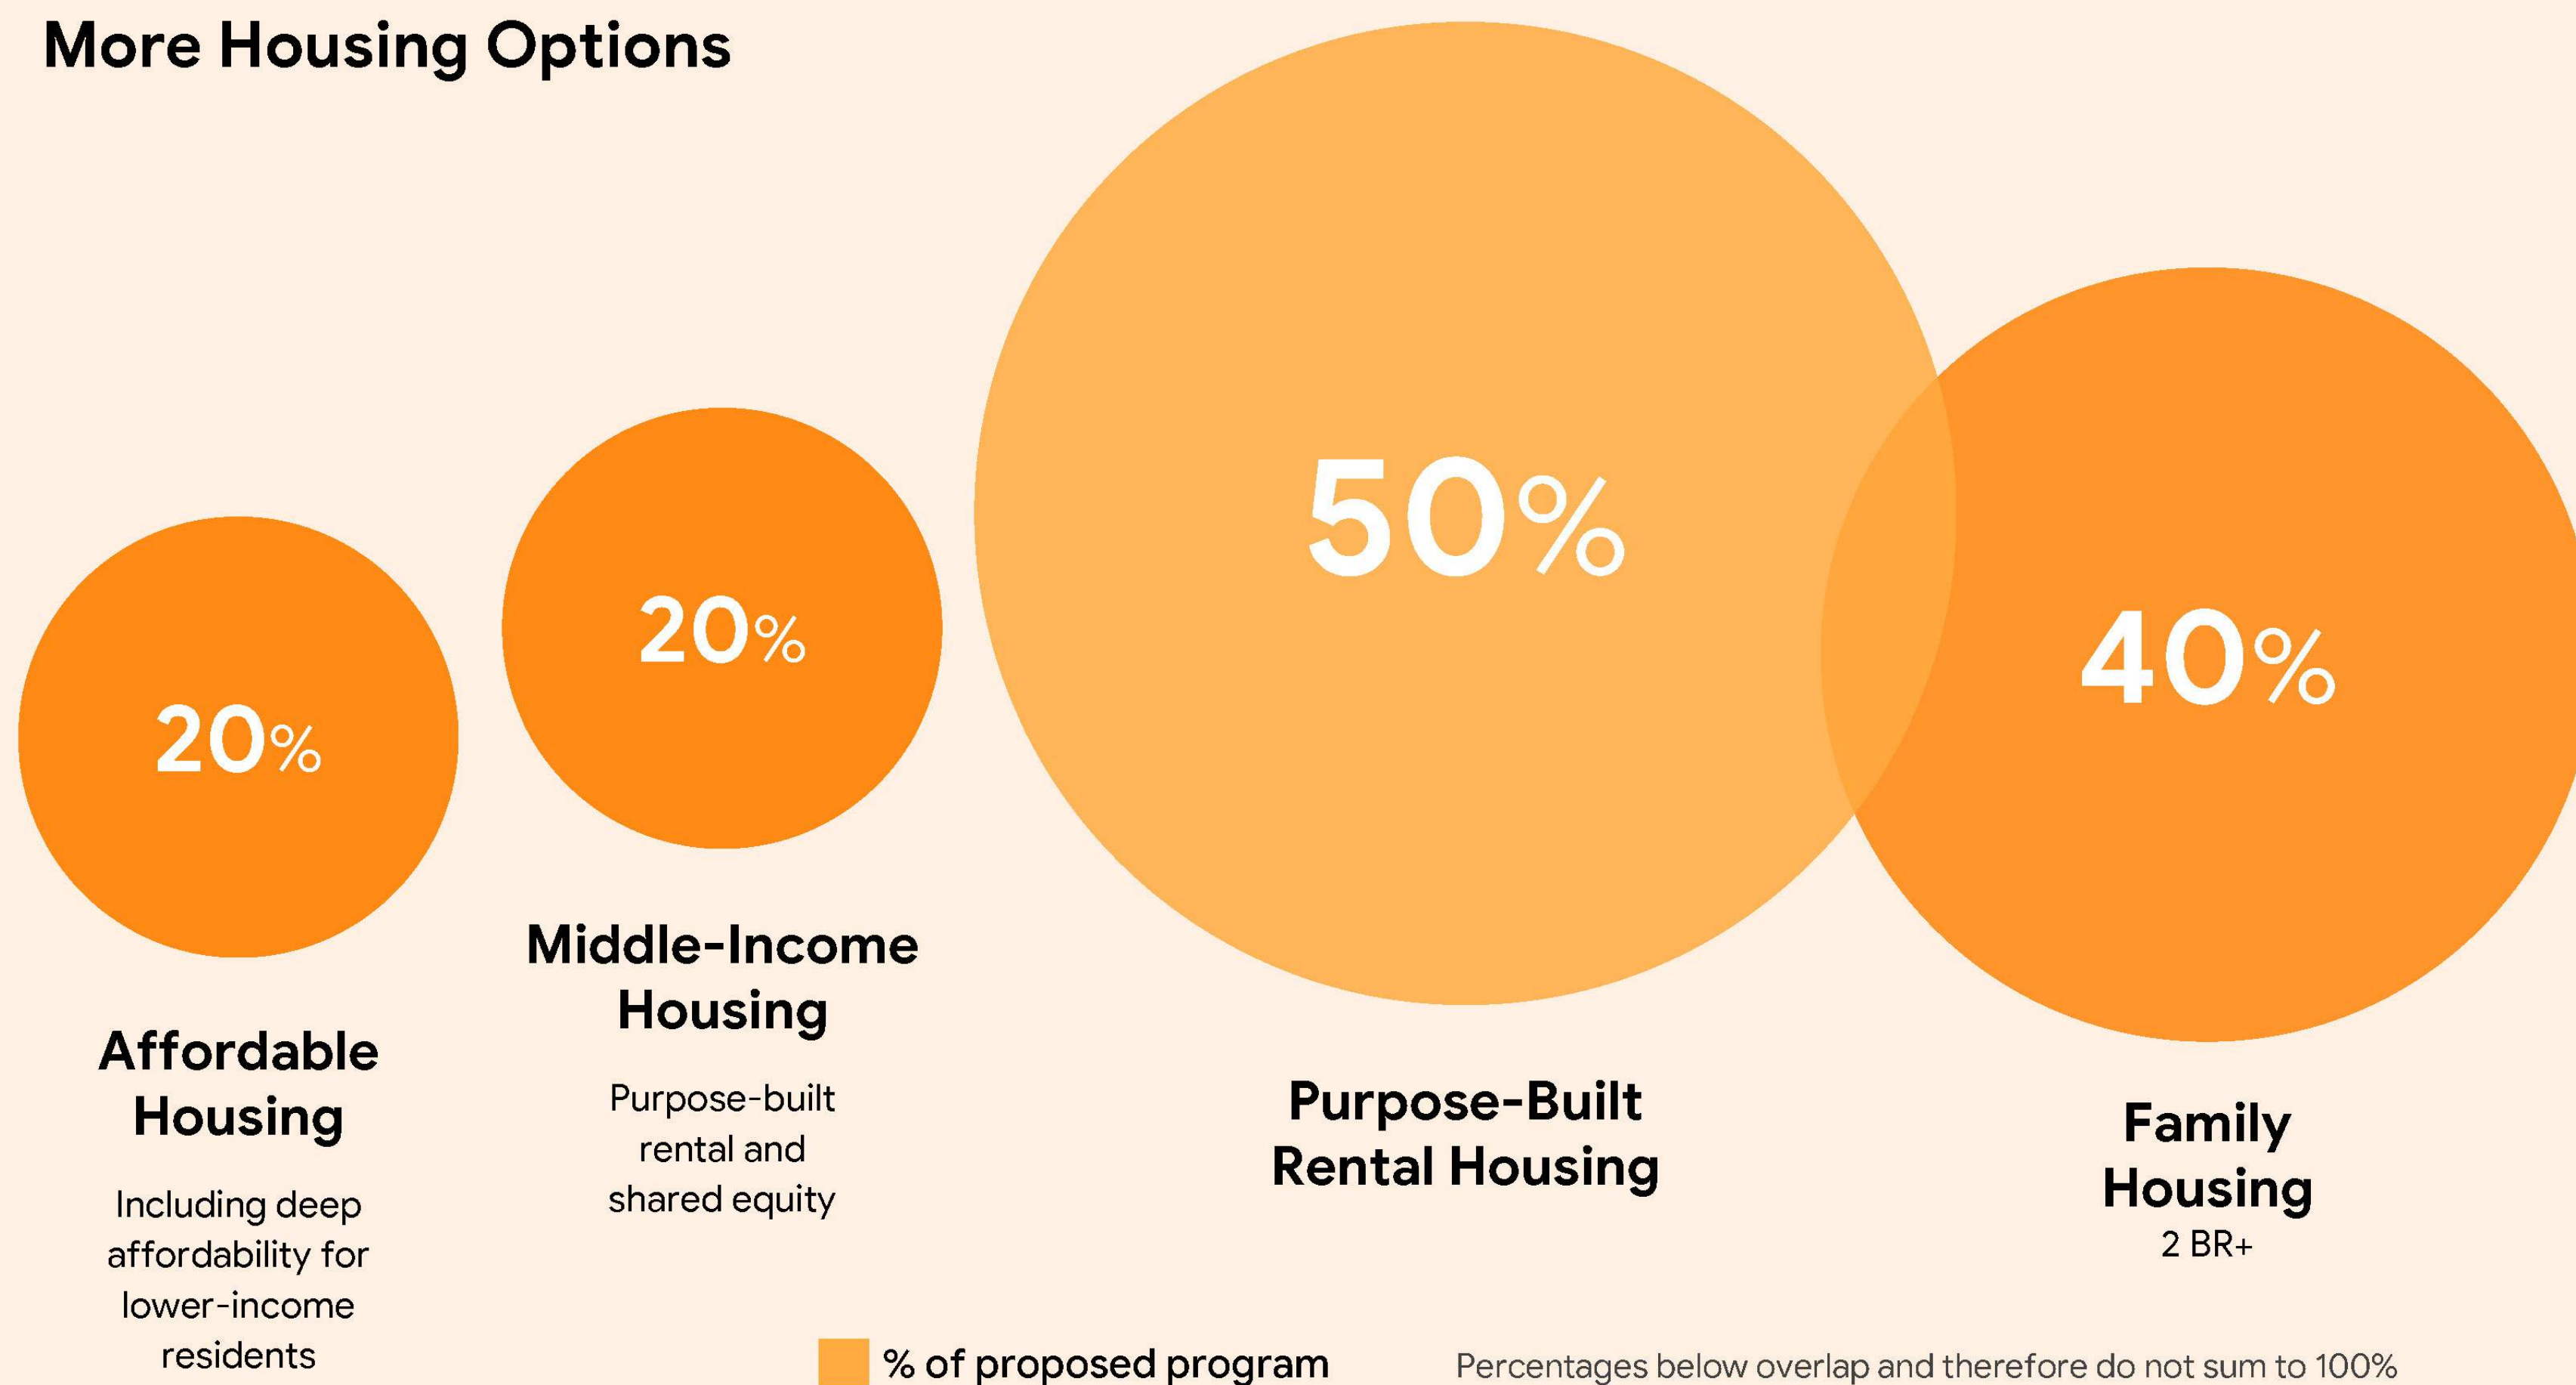 More Housing Options
20%
Affordable
Housing
Including deep
affordability for
lower-income
residents
20%
Middle-Income
Housing
Purpose-built
rental and
shared equity
50%
Purpose-Built
Rental Housing
40%
Family
Housing
2 BR+
% of proposed program
Percentages below overlap and therefore do not sum to 100%